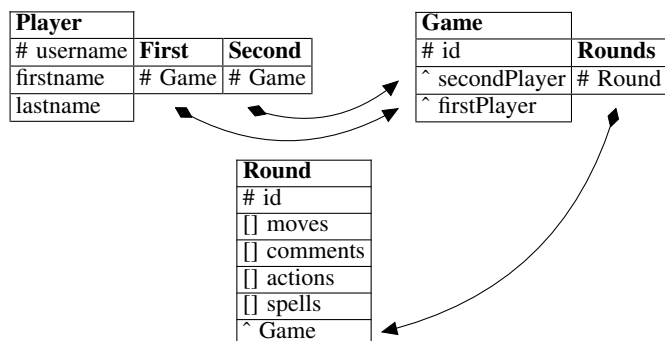 Player
# username First Second
firstname # Game # Game
lastname
Game
# id Rounds
ˆ secondPlayer # Round
ˆ firstPlayer
Round
# id
[] moves
[] comments
[] actions
[] spells
ˆ Game